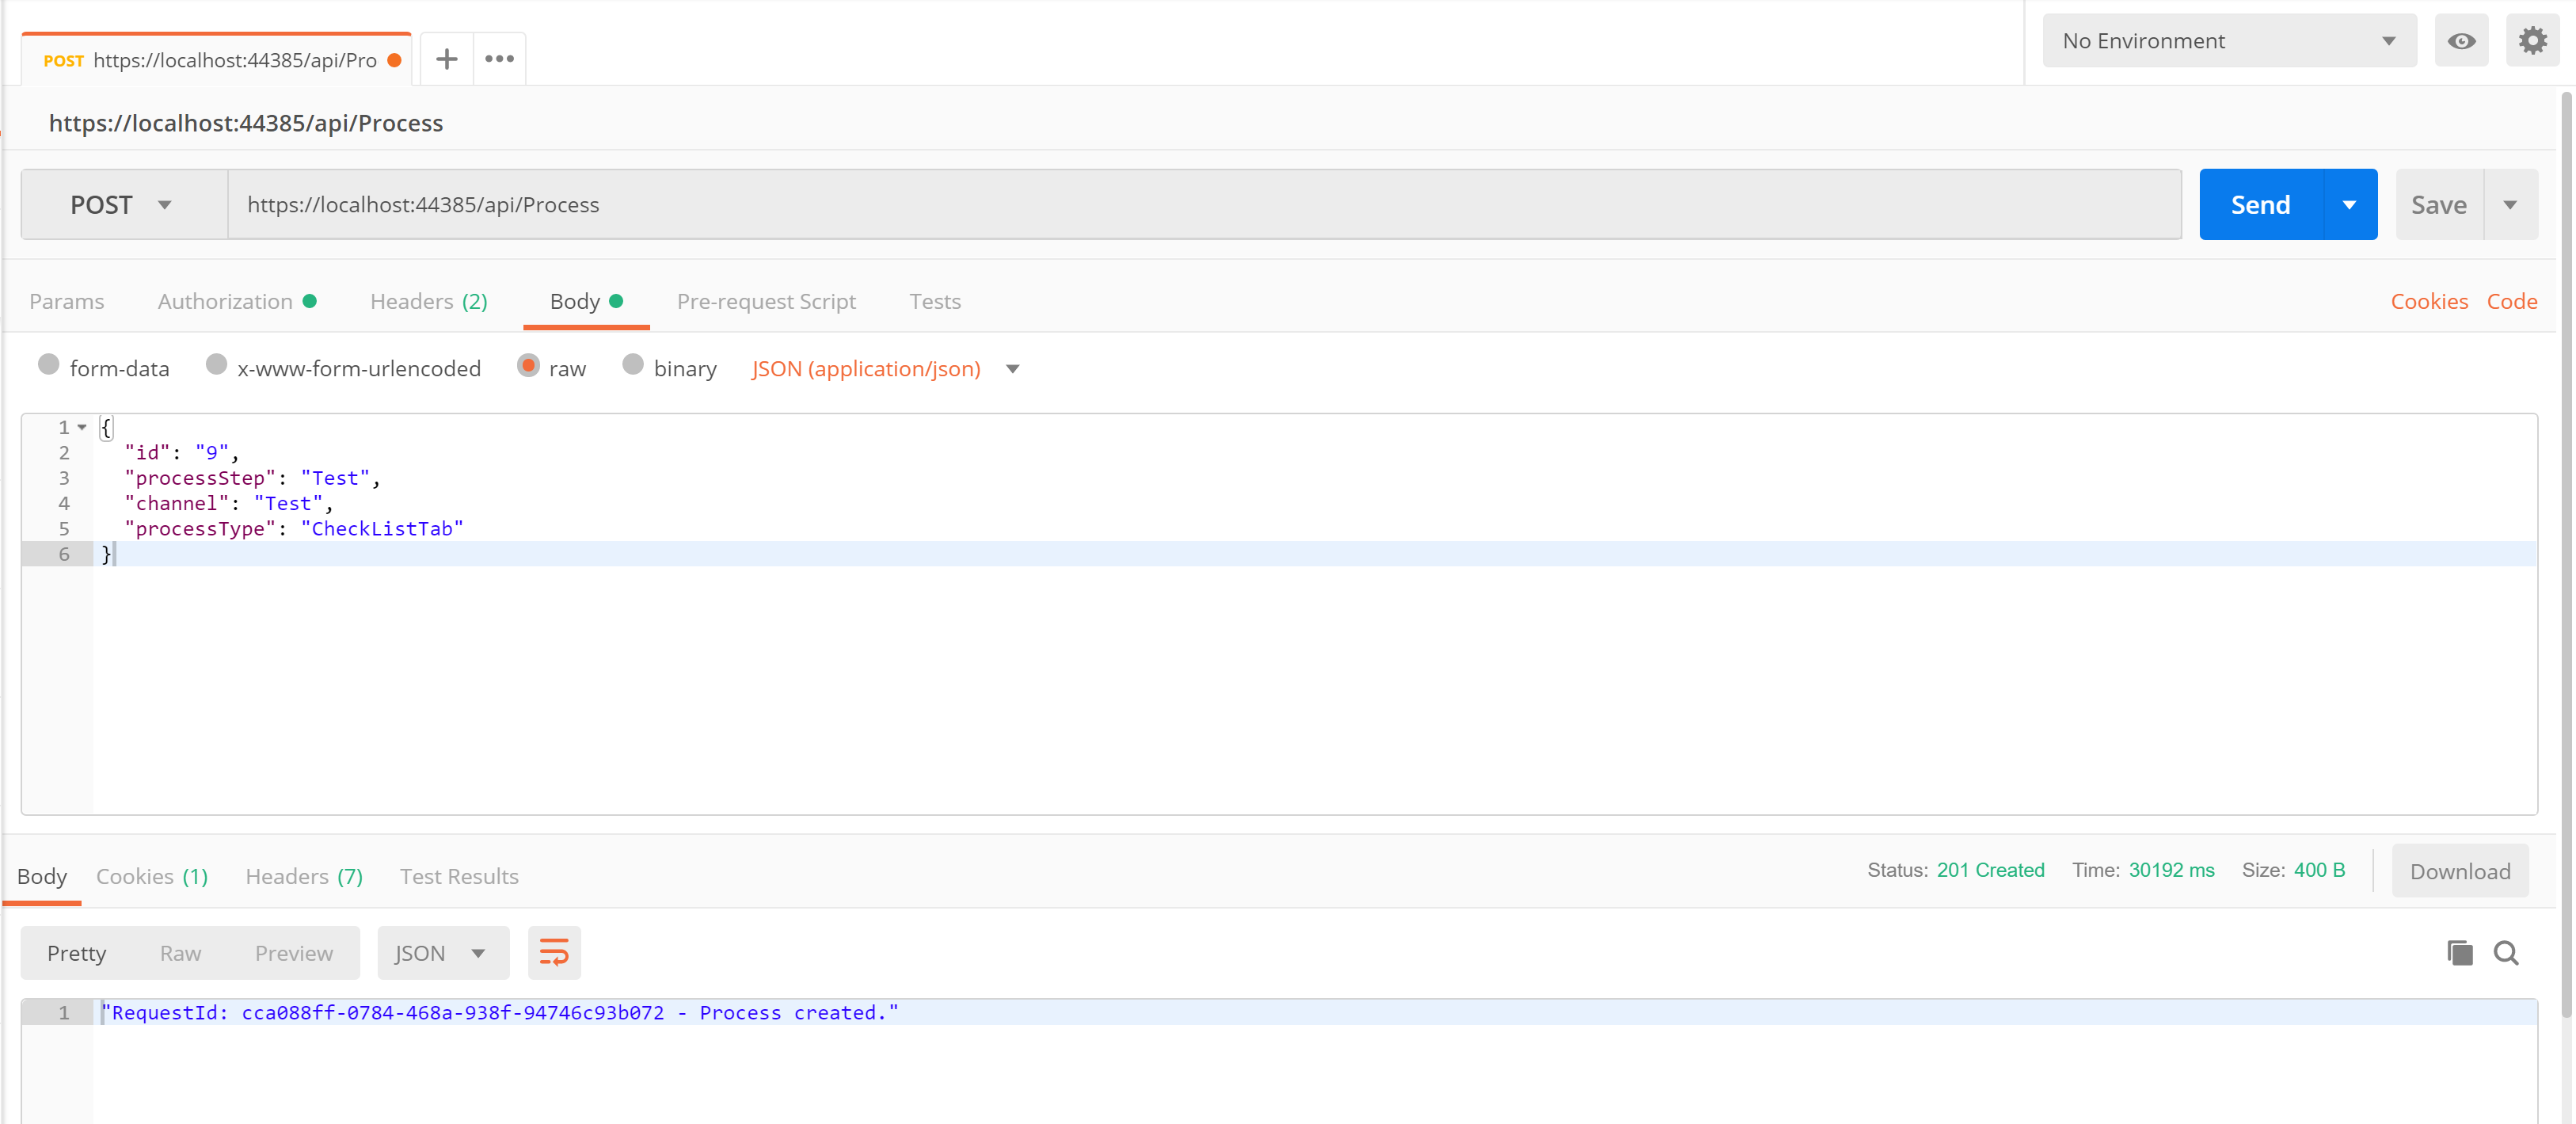 POST https://localhost:44385/api/Pro
No Environment
https://localhost:44385/api/Process
POST https://localhost:44385/api/Process Send Save
Params Authorization Headers (2) Body Pre-request Script Tests Cookies Code
form-data x-www-form-urlencoded raw binary JSON (application/json)
1 {
2 "id": "9",
3 "processStep": "Test",
4 "channel": "Test",
5 "processType": "CheckListTab"
6 }
Body Cookies (1) Headers (7) Test Results Status: 201 Created Time: 30192 ms Size: 400 B Download
Pretty Raw Preview JSON
1 "RequestId: cca088ff-0784-468a-938f-94746c93b072 - Process created."